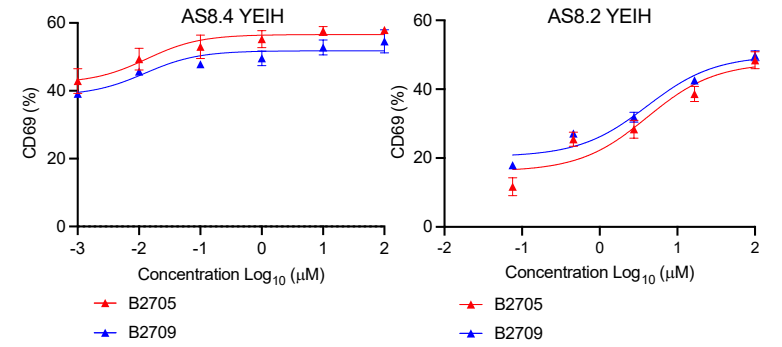 AS8.4 YEIH
60
40
20
0
CD69 (%)
-3 -2 -1 0 1 2
Concentration Log10 (μM)
B2705
B2709
AS8.2 YEIH
60
40
20
0
CD69 (%)
-2 -1 0 1 2
Concentration Log10 (μM)
B2705
B2709